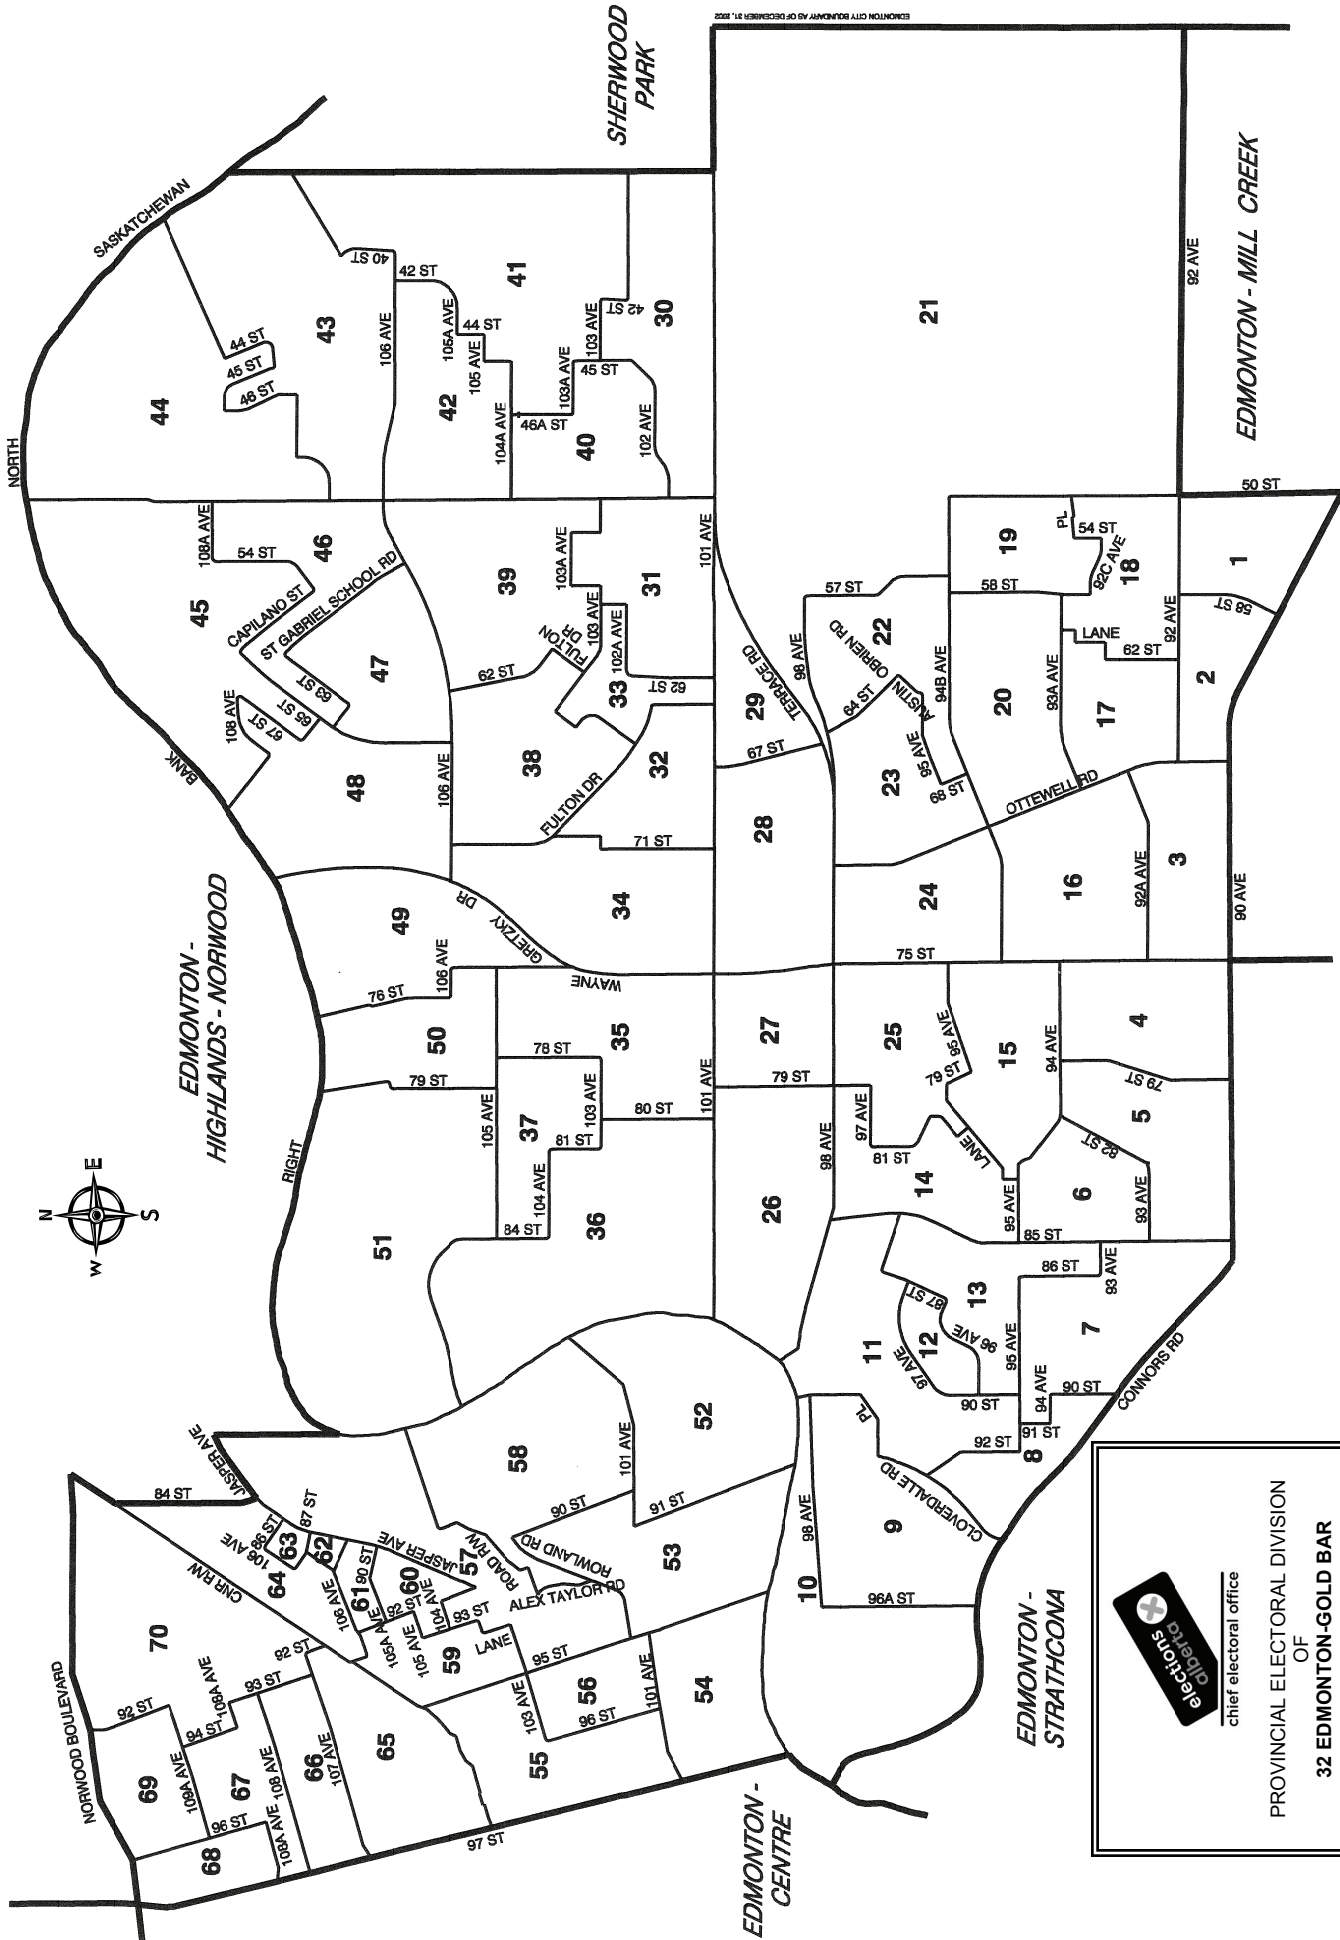 EDMONTON CITY BOUNDARY AS OF DECEMBER 31, 2002
SHERWOOD
PARK
NORTH
SASKATCHEWAN
BANK
RIGHT
EDMONTON -
HIGHLANDS - NORWOOD
EDMONTON - MILL CREEK
EDMONTON -
STRATHCONA
EDMONTON -
CENTRE
N
E
S
W
44
43
41
42
40
30
45
46
47
39
31
33
38
32
48
29
28
34
49
50
35
37
36
51
27
26
21
19
18
1
2
22
20
17
23
24
16
3
25
15
4
5
14
6
13
12
11
7
8
9
10
52
58
53
57
54
55
56
59
60
61
62
63
64
65
66
67
68
69
70
40 ST
42 ST
106 AVE
105A AVE
44 ST
105 AVE
104A AVE
103A AVE
103 AVE
42 ST
45 ST
46A ST
102 AVE
44 ST
45 ST
46 ST
108A AVE
54 ST
CAPILANO ST
ST GABRIEL SCHOOL RD
63 ST
65 ST
67 ST
108 AVE
106 AVE
62 ST
FULTON
DR
103A AVE
103 AVE
102A AVE
62 ST
101 AVE
FULTON DR
71 ST
WAYNE
GRETZKY
DR
106 AVE
76 ST
79 ST
105 AVE
78 ST
103 AVE
80 ST
81 ST
104 AVE
84 ST
101 AVE
79 ST
98 AVE
TERRACE RD
67 ST
98 AVE
57 ST
AUSTIN
OBRIEN RD
64 ST
95 AVE
68 ST
94B AVE
58 ST
PL
54 ST
92C AVE
LANE
62 ST
93A AVE
92 AVE
58 ST
50 ST
92 AVE
OTTEWELL RD
92A AVE
90 AVE
75 ST
95 AVE
79 ST
94 AVE
79 ST
82 ST
93 AVE
97 AVE
81 ST
LANE
95 AVE
85 ST
86 ST
93 AVE
87 ST
96 AVE
97 AVE
95 AVE
90 ST
94 AVE
90 ST
91 ST
92 ST
CONNORS RD
PL
CLOVERDALLE RD
98 AVE
96A ST
101 AVE
90 ST
91 ST
ROWLAND RD
ROAD R/W
ALEX TAYLOR RD
JASPER AVE
84 ST
JASPER AVE
87 ST
86 ST
106 AVE
CNR R/W
106 AVE
90 ST
92 ST
105A AVE
105 AVE
104 AVE
93 ST
LANE
95 ST
103 AVE
96 ST
101 AVE
97 ST
92 ST
93 ST
107 AVE
108 AVE
108A AVE
94 ST
109A AVE
96 ST
108A AVE
92 ST
NORWOOD BOULEVARD
elections
alberta
chief electoral office
PROVINCIAL ELECTORAL DIVISION
OF
32 EDMONTON-GOLD BAR